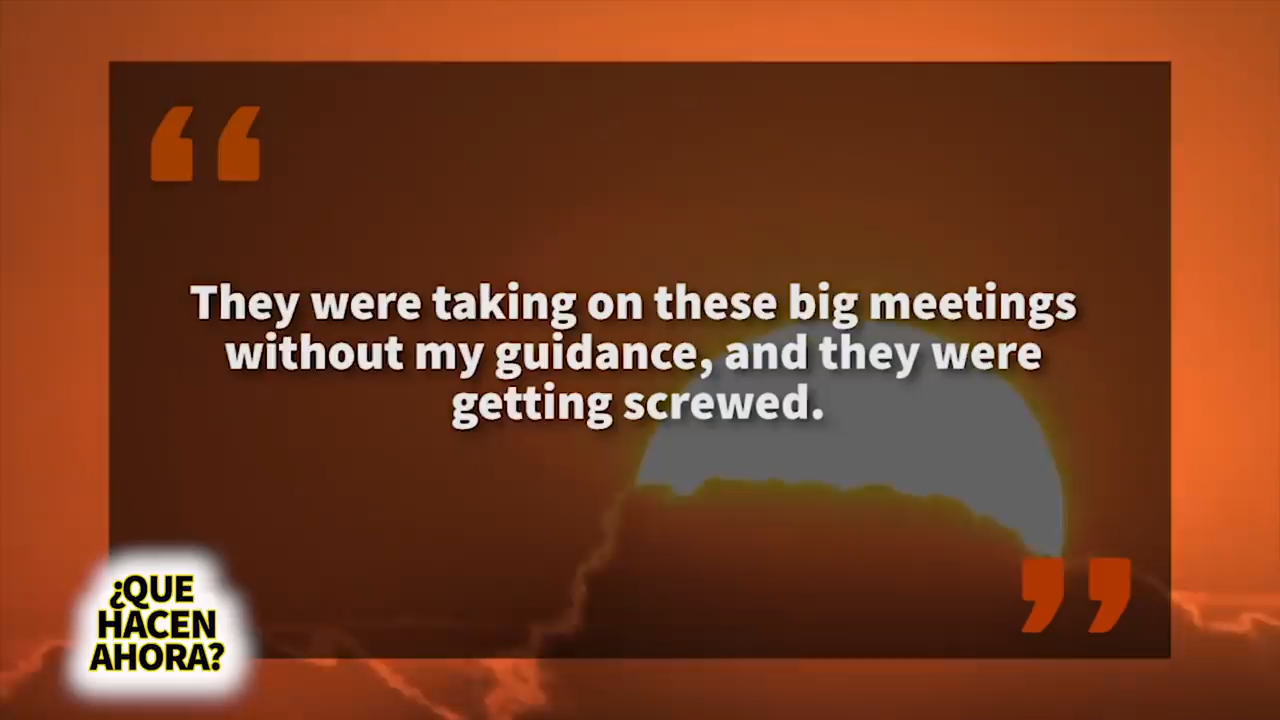 They were taking on these big meetings
without my guidance, and they were
getting screwed.
¿QUE
HACEN
AHORA?